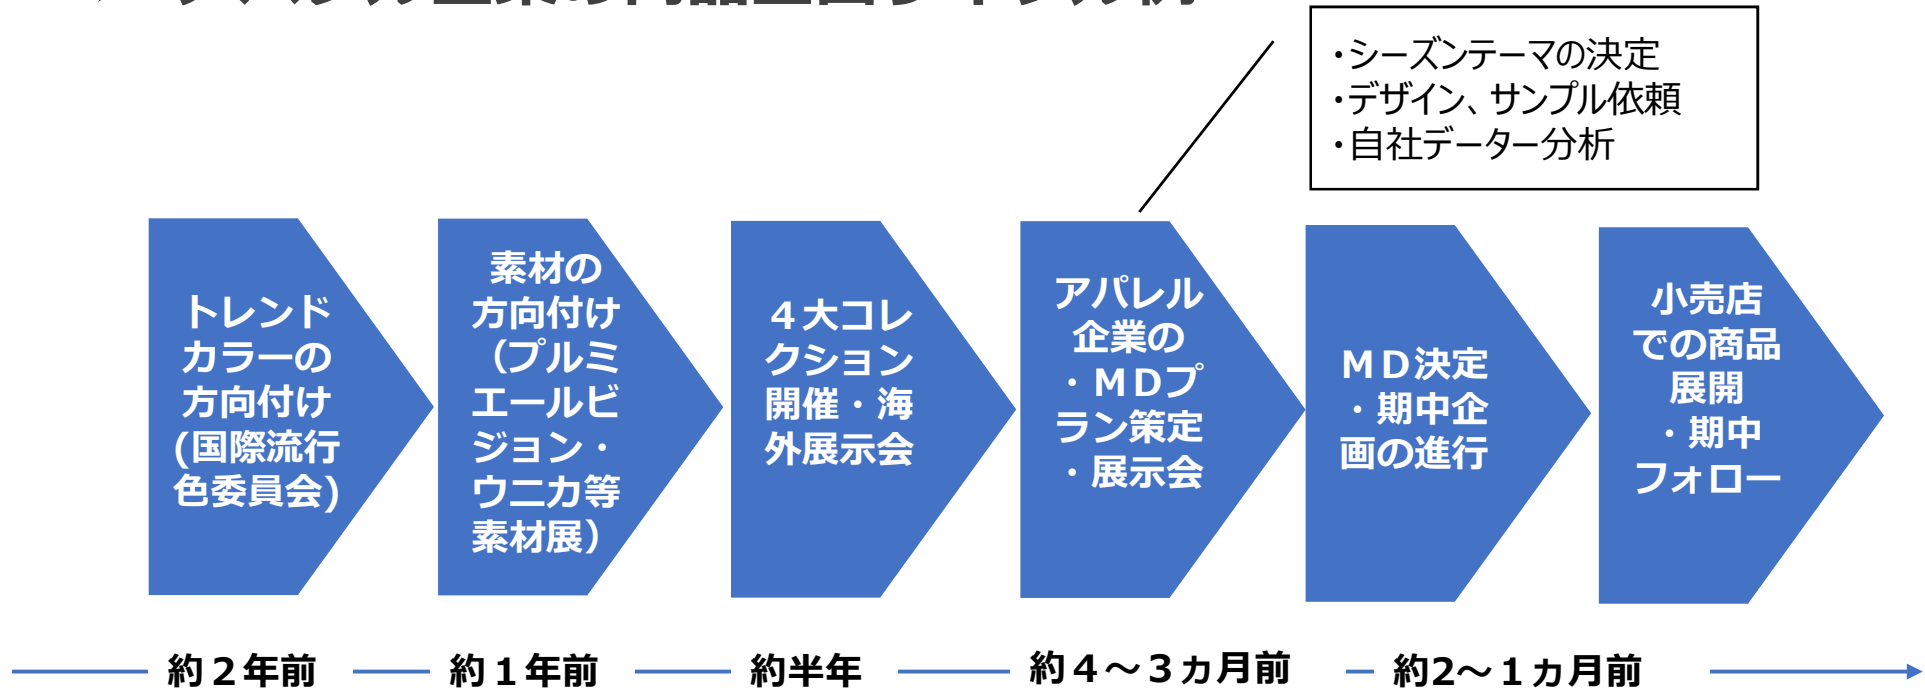 ・シーズンテーマの決定
・デザイン、サンプル依頼
・自社データー分析
トレンド
カラーの
方向付け
(国際流行
色委員会)
素材の
方向付け
（プルミ
エールビ
ジョン・
ウニカ等
素材展）
４大コレ
クション
開催・海
外展示会
アパレル
企業の
・ＭＤプ
ラン策定
・展示会
ＭＤ決定
・期中企
画の進行
小売店
での商品
展開
・期中
フォロー
約２年前
約１年前
約半年
約４～３ヵ月前
約2～１ヵ月前